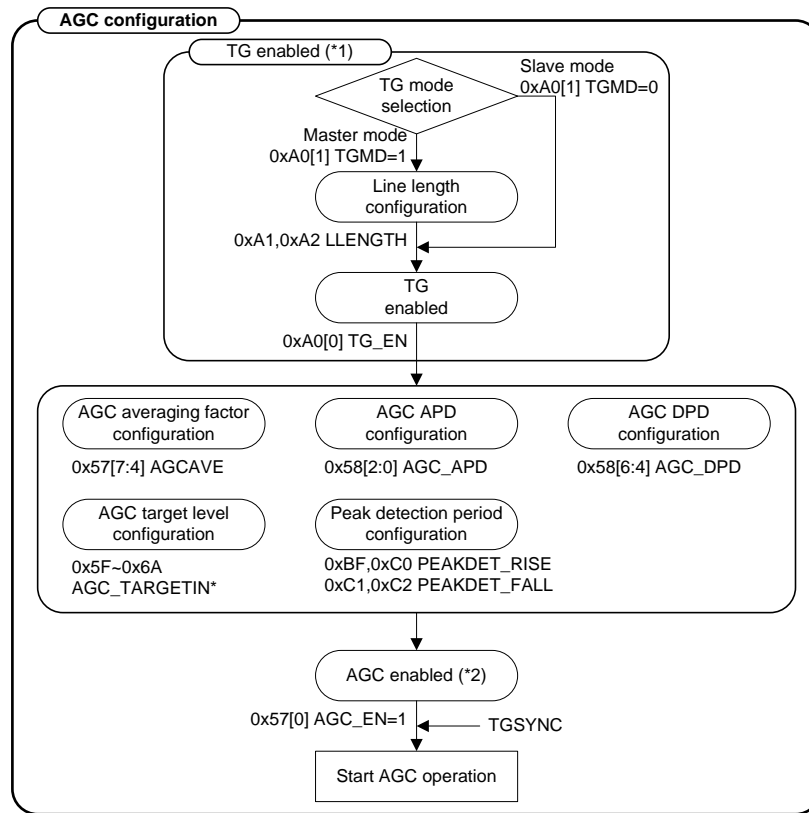 AGC configuration
TG enabled (*1)
TG mode
selection
Slave mode
0xA0[1] TGMD=0
Master mode
0xA0[1] TGMD=1
Line length
configuration
0xA1,0xA2 LLENGTH
TG
enabled
0xA0[0] TG_EN
AGC averaging factor
configuration
0x57[7:4] AGCAVE
AGC APD
configuration
0x58[2:0] AGC_APD
AGC DPD
configuration
0x58[6:4] AGC_DPD
AGC target level
configuration
0x5F~0x6A
AGC_TARGETIN*
Peak detection period
configuration
0xBF,0xC0 PEAKDET_RISE
0xC1,0xC2 PEAKDET_FALL
AGC enabled (*2)
0x57[0] AGC_EN=1
TGSYNC
Start AGC operation